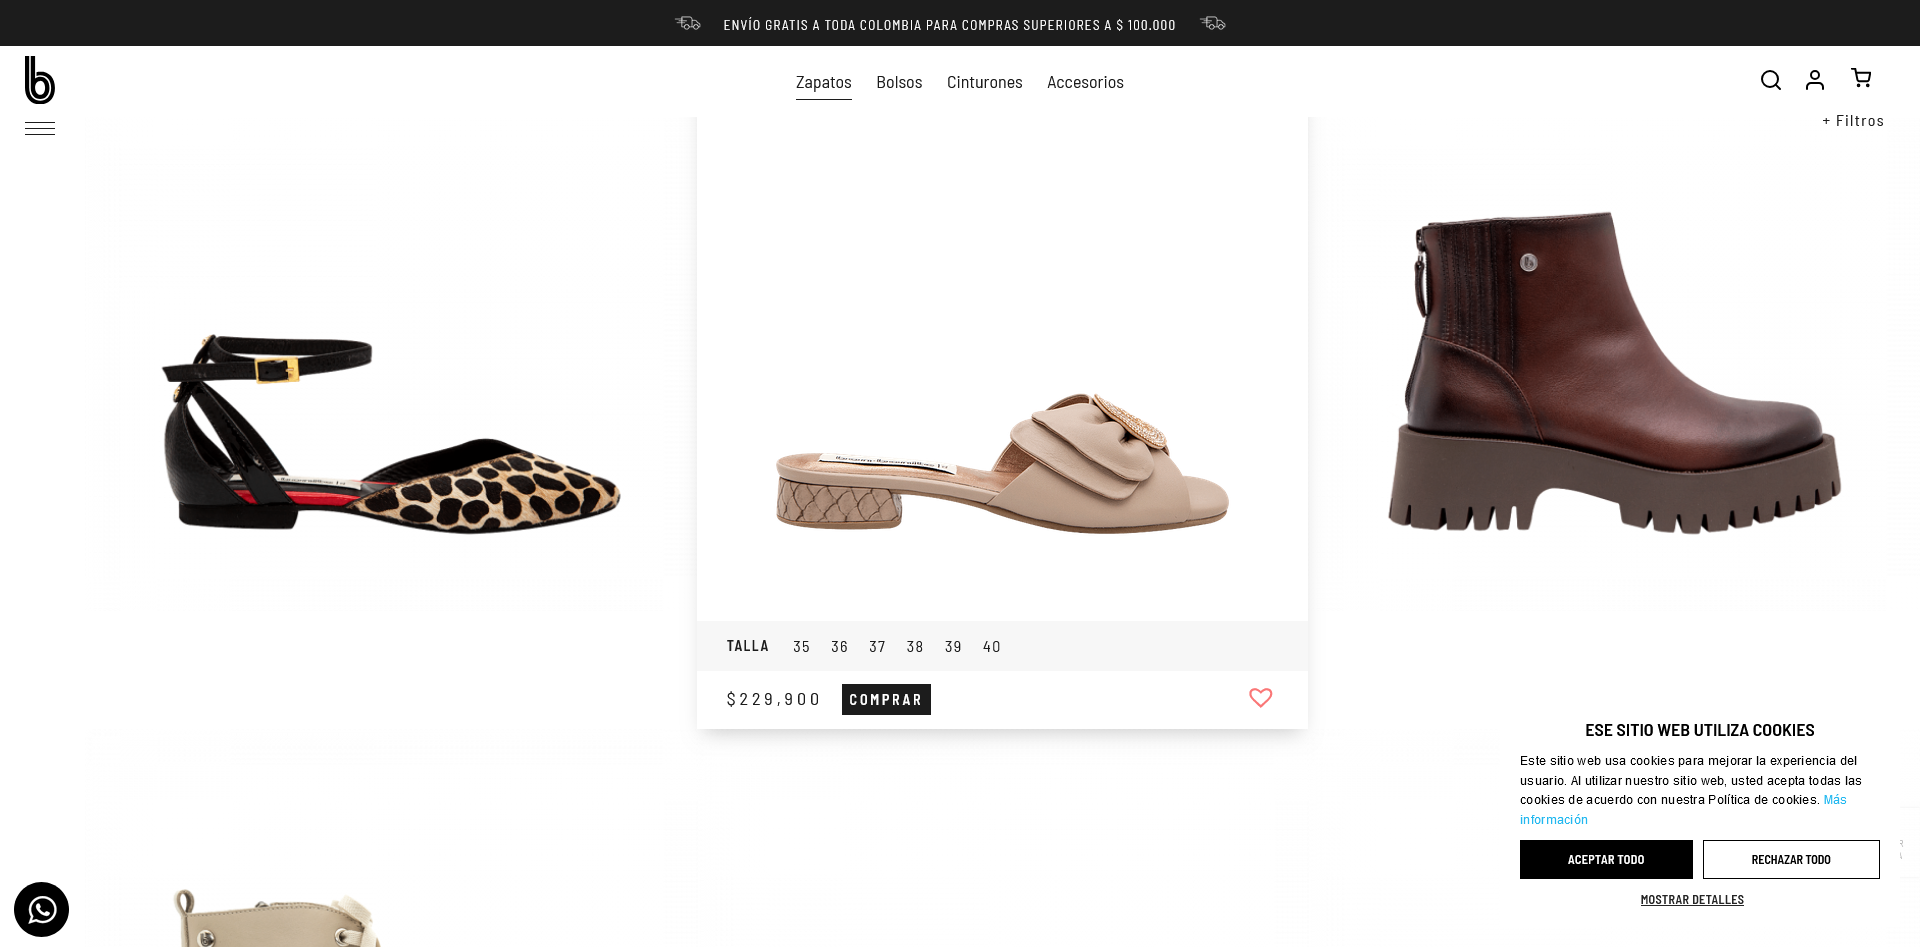 ENVÍO GRATIS A TODA COLOMBIA PARA COMPRAS SUPERIORES A $ 100.000
b
Zapatos Bolsos Cinturones Accesorios
+ Filtros
b
TALLA 35 36 37 38 39 40
$229,900 COMPRAR
ESE SITIO WEB UTILIZA COOKIES
Este sitio web usa cookies para mejorar la experiencia del
usuario. Al utilizar nuestro sitio web, usted acepta todas las
cookies de acuerdo con nuestra Política de cookies. Más
información
ACEPTAR TODO RECHAZAR TODO
MOSTRAR DETALLES